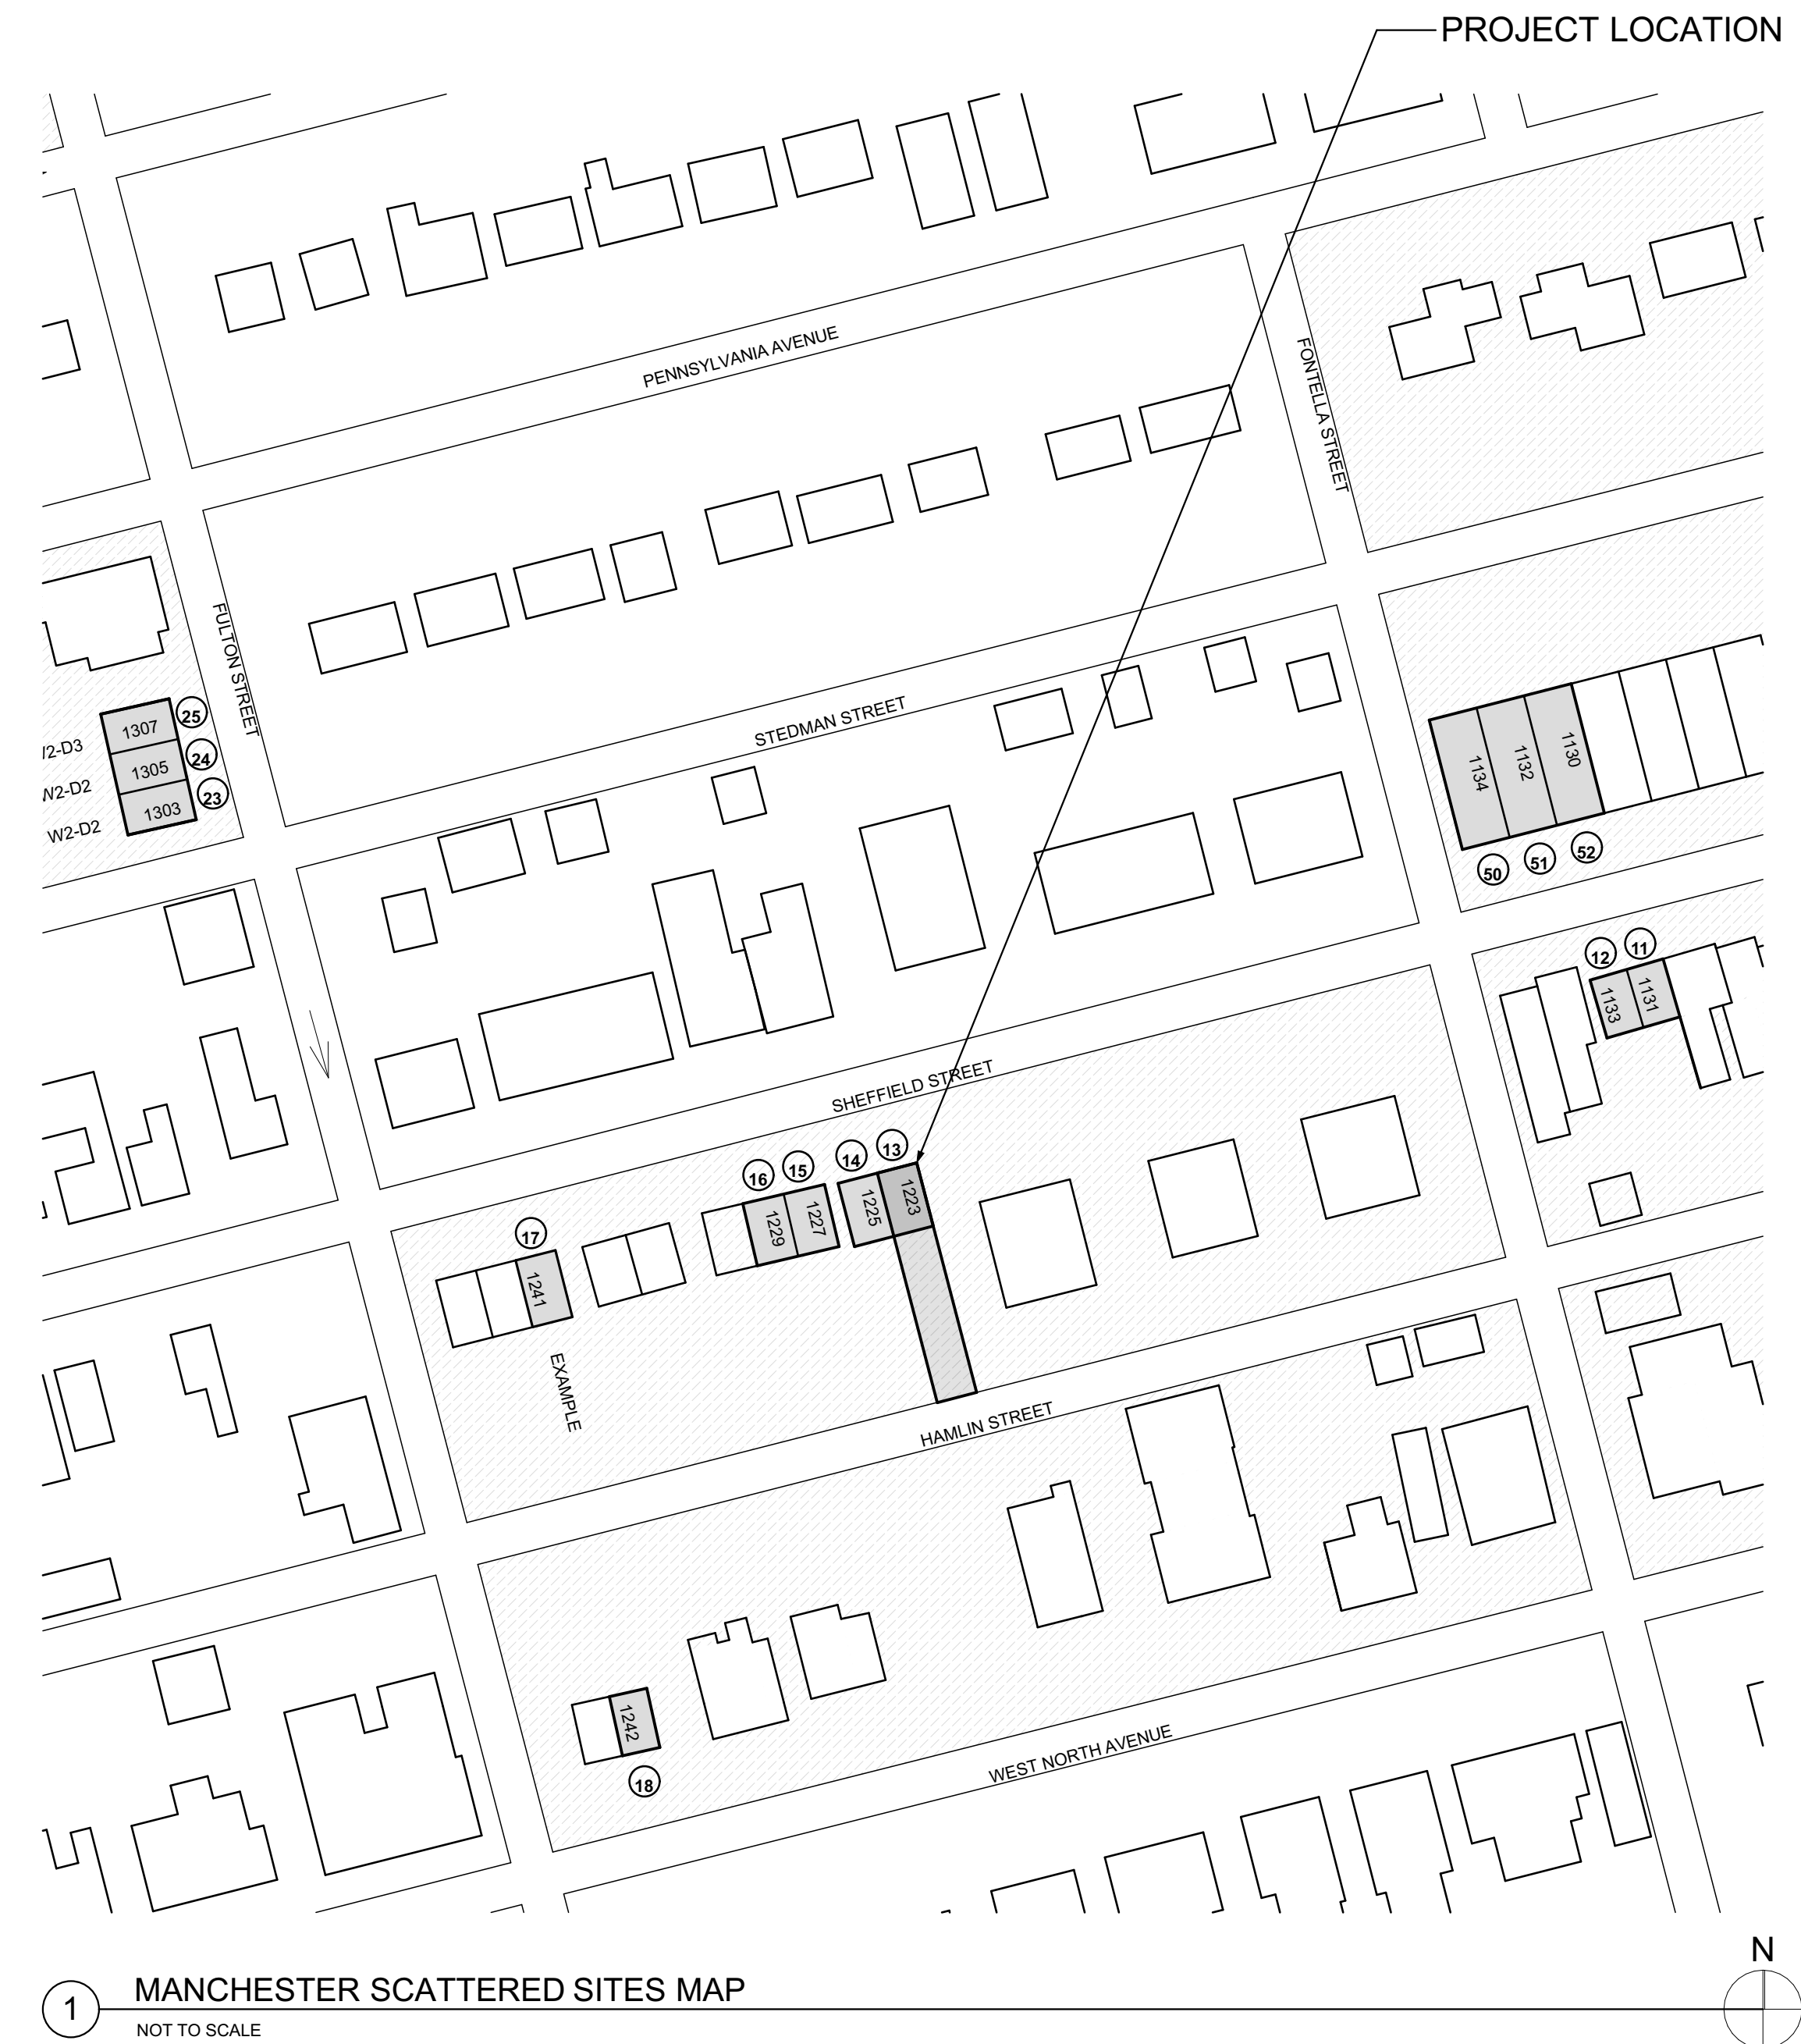 PROJECT LOCATION
PENNSYLVANIA AVENUE
FONTELLA STREET
FULTON STREET
STEDMAN STREET
1307
25
1305
24
W2-D2
1303
23
W2-D2
1134
1132
1130
50
51
52
12
11
1133
1131
SHEFFIELD STREET
16
15
14
13
1229
1227
1225
1223
17
1241
EXAMPLE
HAMLIN STREET
1242
18
WEST NORTH AVENUE
N
1
MANCHESTER SCATTERED SITES MAP
NOT TO SCALE